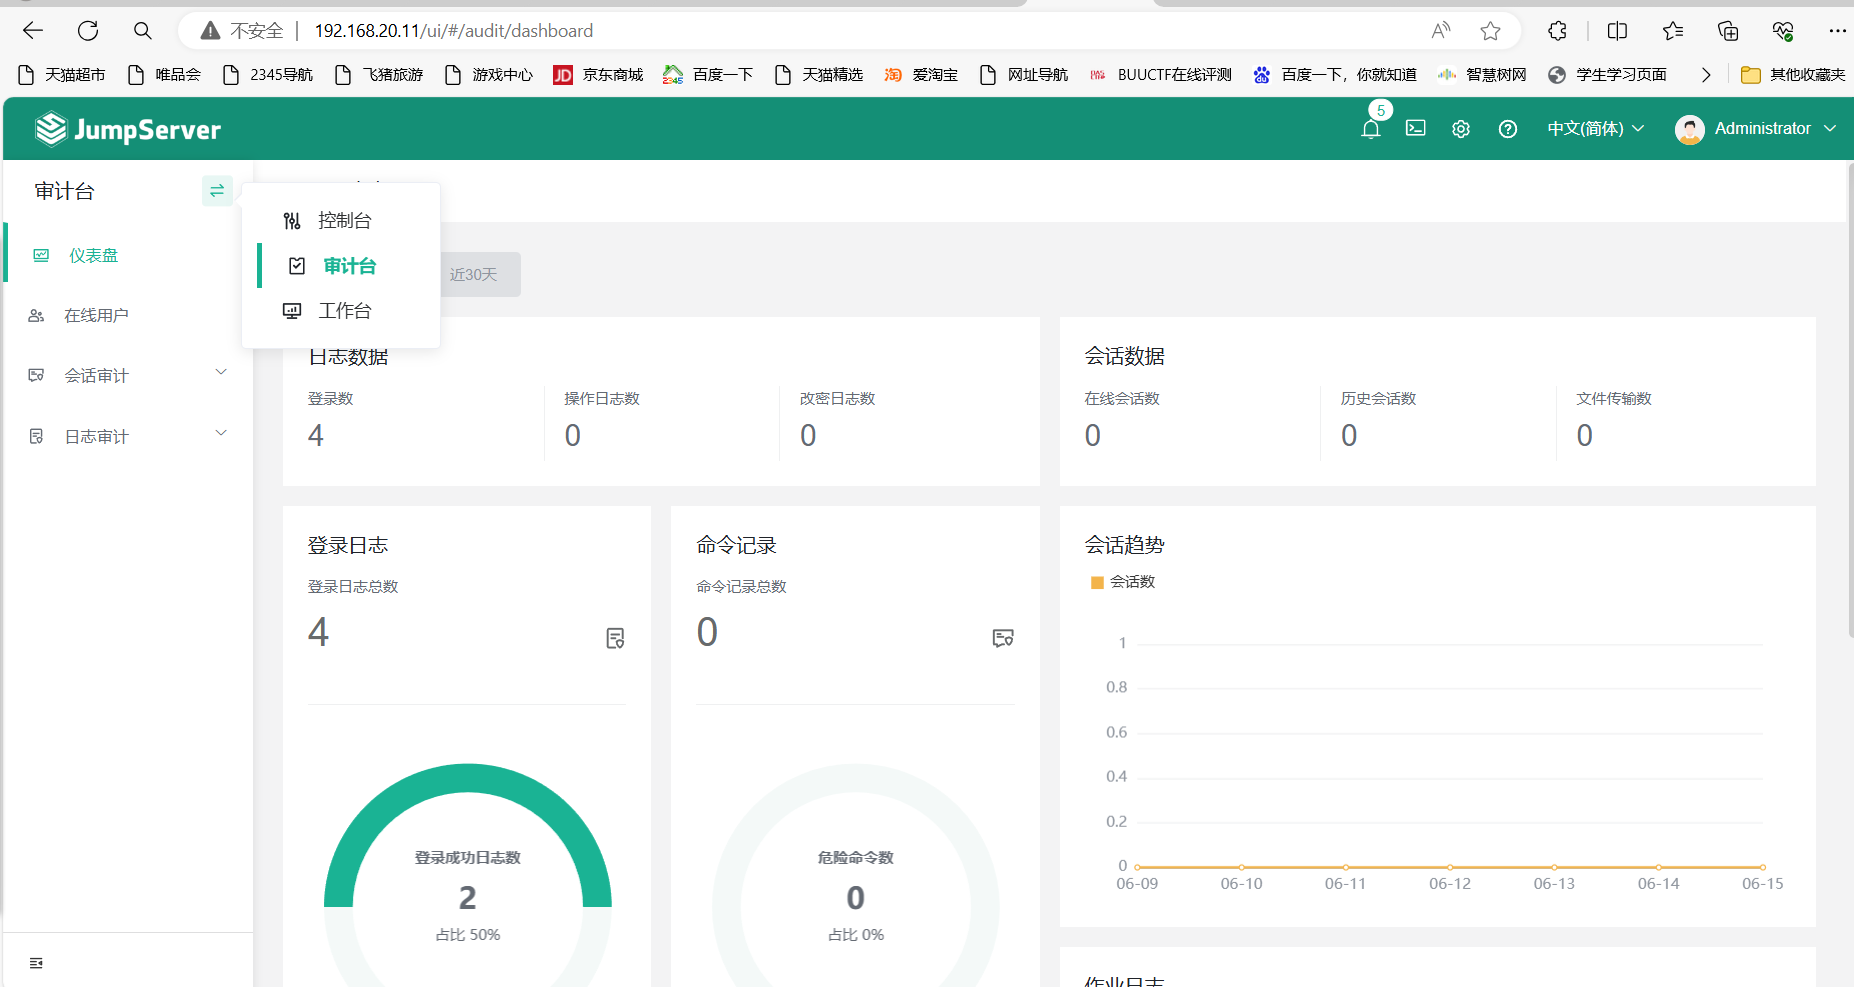 不安全 192.168.20.11/ui/#/audit/dashboard
天猫超市 唯品会 2345导航 飞猪旅游 游戏中心 京东商城 百度一下 天猫精选 爱淘宝 网址导航 BUUCTF在线评测 百度一下，你就知道 智慧树网 学生学习页面 其他收藏夹
JumpServer 5 中文(简体) Administrator
审计台
仪表盘
在线用户
会话审计
日志审计
控制台
审计台
工作台
近30天
日志数据
登录数 操作日志数 改密日志数
4 0 0
会话数据
在线会话数 历史会话数 文件传输数
0 0 0
登录日志
登录日志总数
4
登录成功日志数
2
占比 50%
命令记录
命令记录总数
0
危险命令数
0
占比 0%
会话趋势
会话数
1
0.8
0.6
0.4
0.2
0
06-09 06-10 06-11 06-12 06-13 06-14 06-15
作业日志